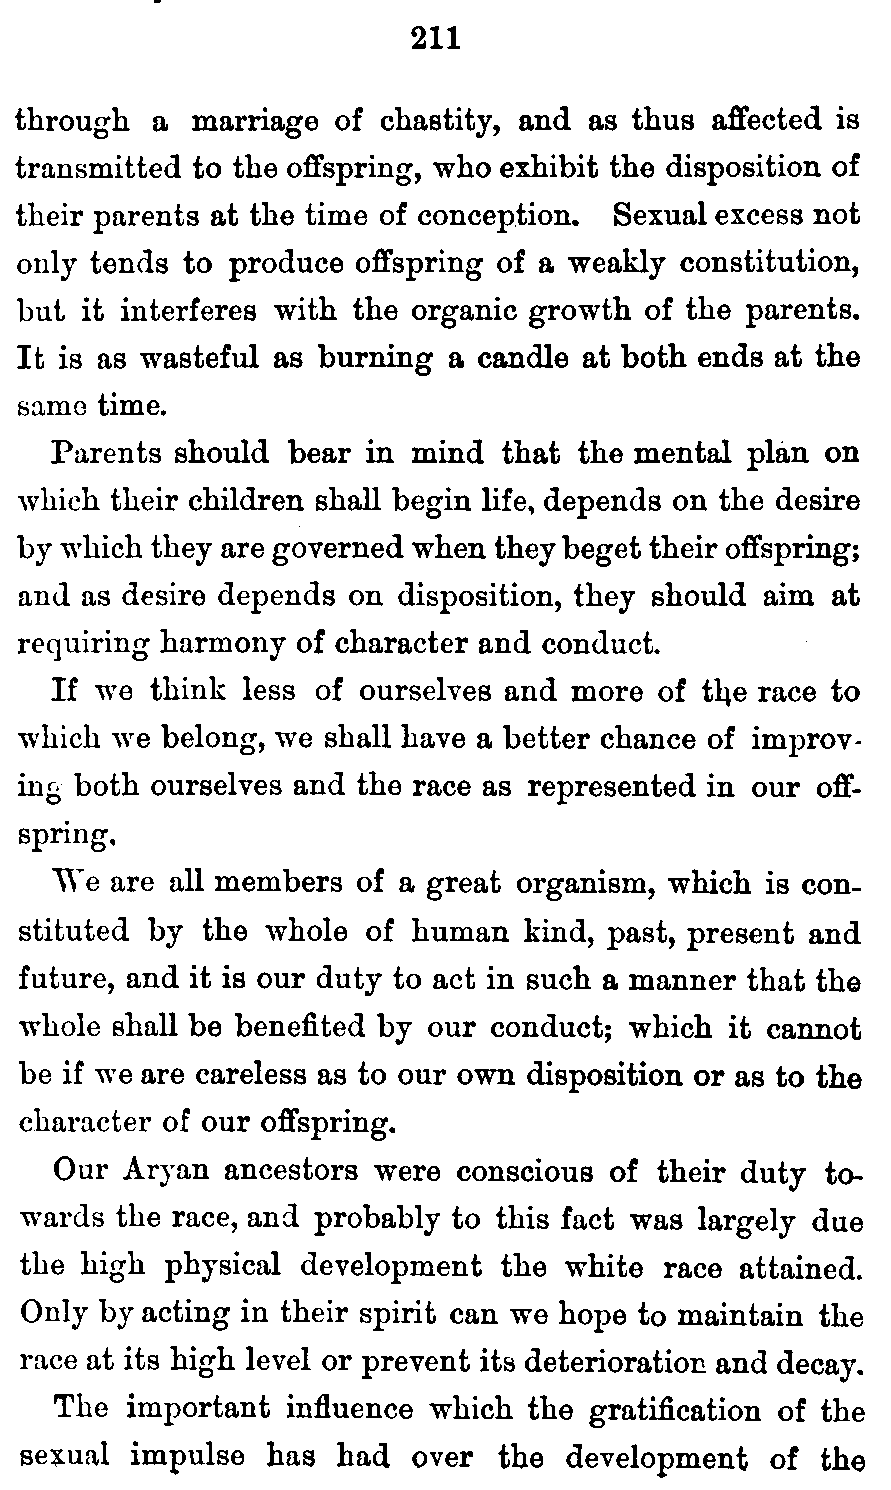 211
through a marriage of chastity, and as thus affected is
transmitted to the offspring, who exhibit the disposition of
their parents at the time of conception. Sexual excess not
only tends to produce offspring of a weakly constitution,
but it interferes with the organic growth of the parents.
It is as wasteful as burning a candle at both ends at the
same time.
Parents should bear in mind that the mental plan on
which their children shall begin life, depends on the desire
by which they are governed when they beget their offspring;
and as desire depends on disposition, they should aim at
requiring harmony of character and conduct.
If we think less of ourselves and more of the race to
which we belong, we shall have a better chance of improv-
ing both ourselves and the race as represented in our off-
spring.
We are all members of a great organism, which is con-
stituted by the whole of human kind, past, present and
future, and it is our duty to act in such a manner that the
whole shall be benefited by our conduct; which it cannot
be if we are careless as to our own disposition or as to the
character of our offspring.
Our Aryan ancestors were conscious of their duty to-
wards the race, and probably to this fact was largely due
the high physical development the white race attained.
Only by acting in their spirit can we hope to maintain the
race at its high level or prevent its deterioration and decay.
The important influence which the gratification of the
sexual impulse has had over the development of the